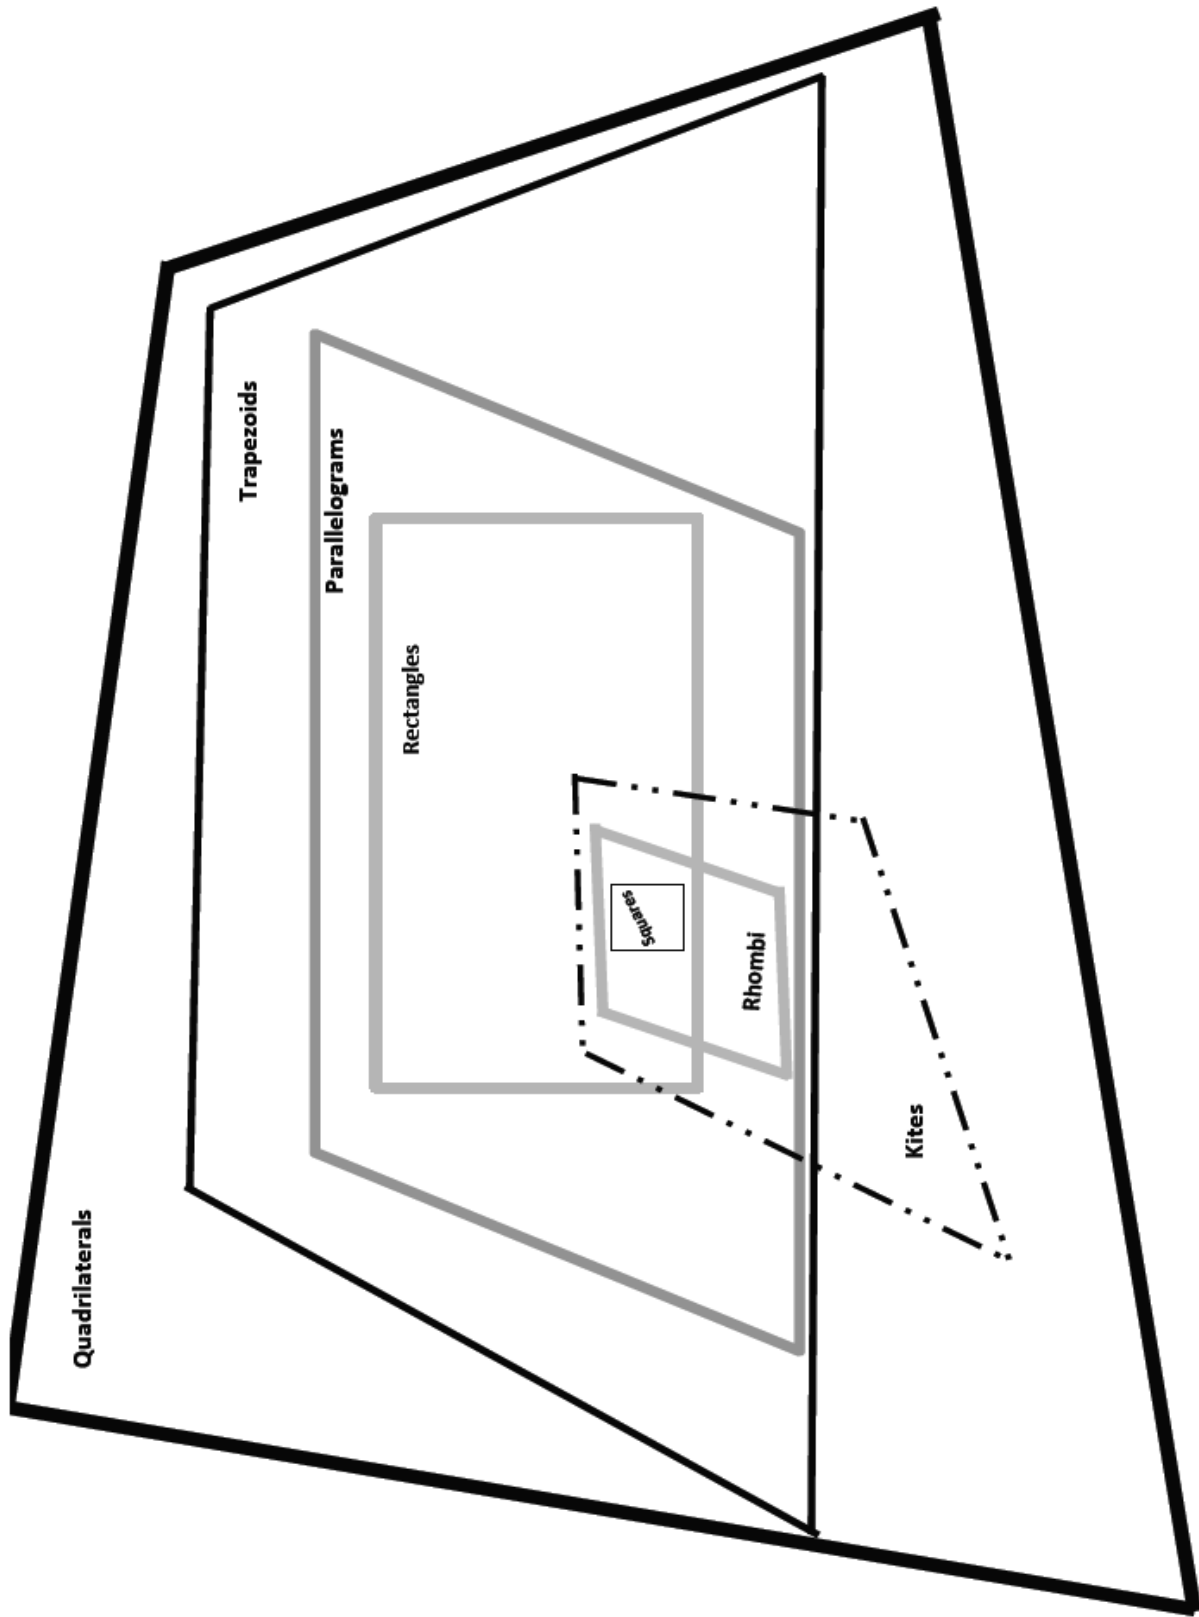 Quadrilaterals
Trapezoids
Parallelograms
Rectangles
Squares
Rhombi
Kites